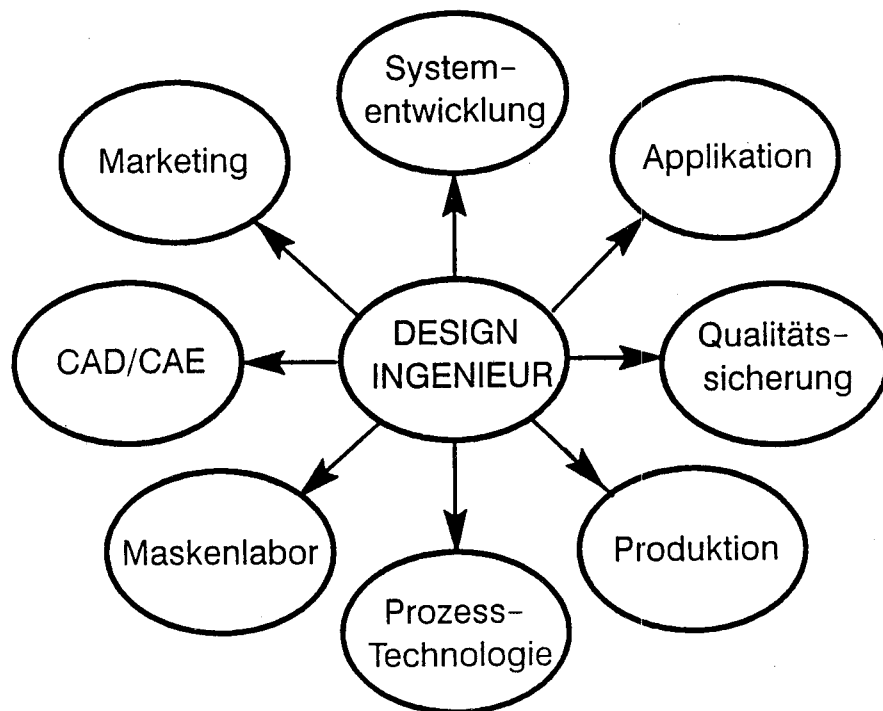 System-
entwicklung
Marketing
Applikation
DESIGN
INGENIEUR
CAD/CAE
Qualitäts-
sicherung
Maskenlabor
Produktion
Prozess-
Technologie